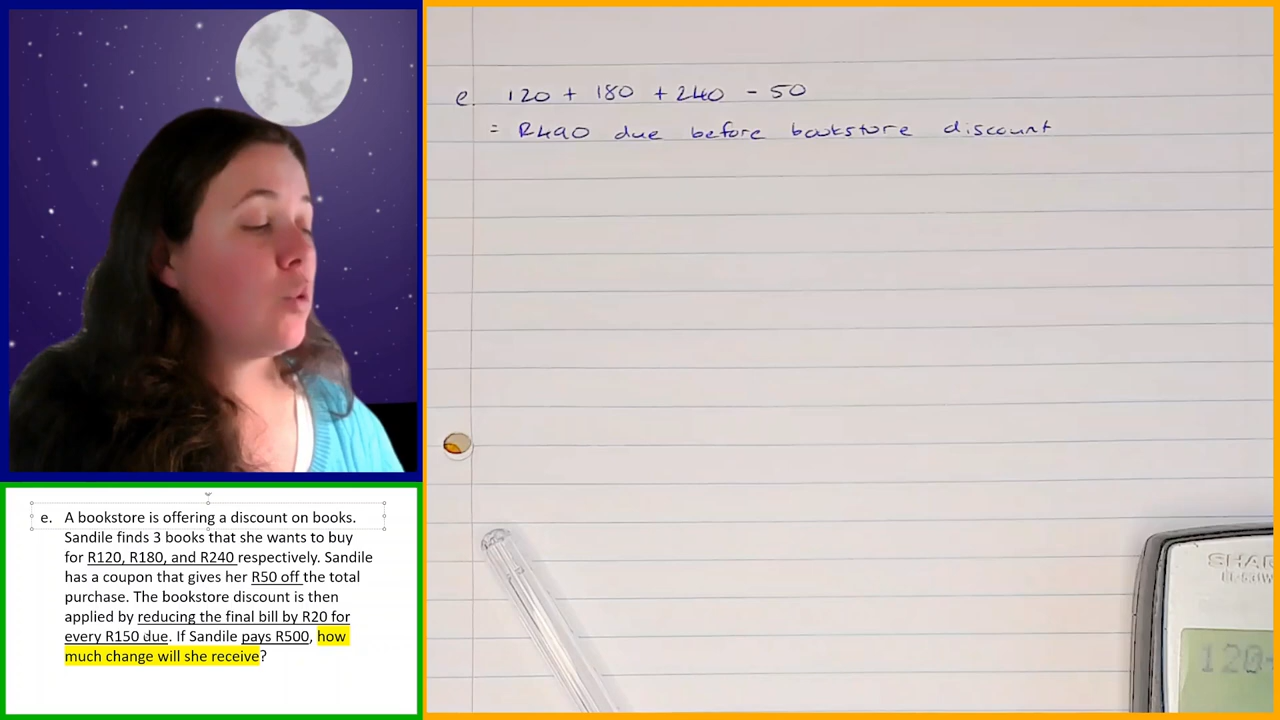 e. 120 + 180 + 240 - 50
= R490 due before bookstore discount
e. A bookstore is offering a discount on books.
Sandile finds 3 books that she wants to buy
for R120, R180, and R240 respectively. Sandile
has a coupon that gives her R50 off the total
purchase. The bookstore discount is then
applied by reducing the final bill by R20 for
every R150 due. If Sandile pays R500, how
much change will she receive?